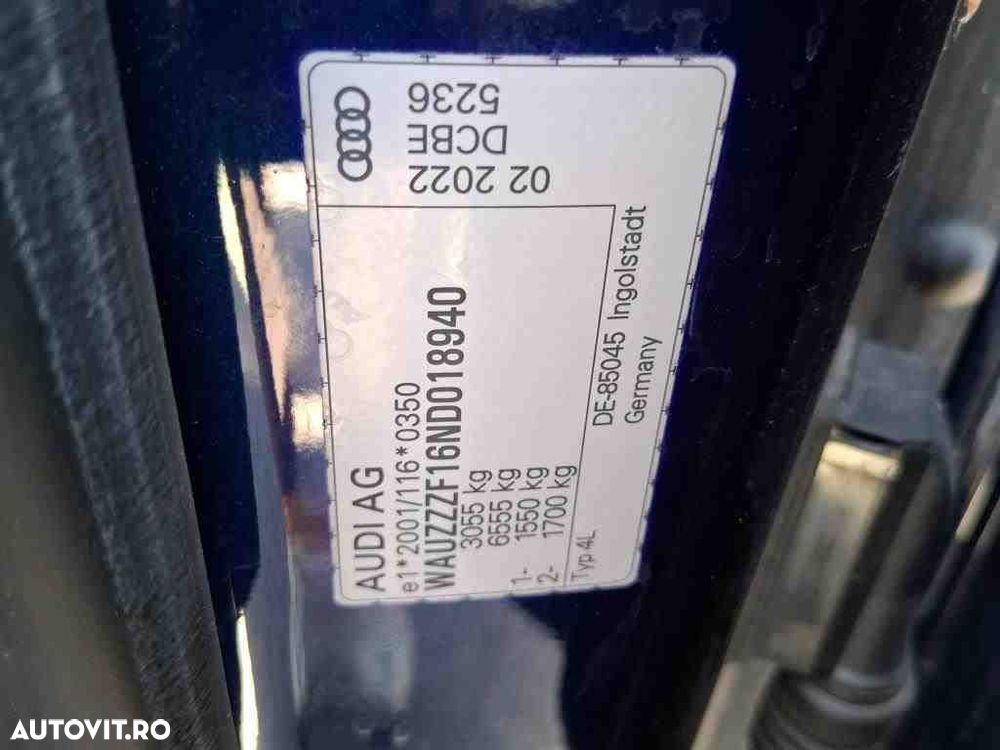 AUDI AG
e1*2001/116*0350
WAUZZZF16ND018940
3055 kg
6555 kg
1- 1550 kg
2- 1700 kg
Typ 4L
DE-85045 Ingolstadt
Germany
5236
DCBE
02 2022
AUTOVIT.RO